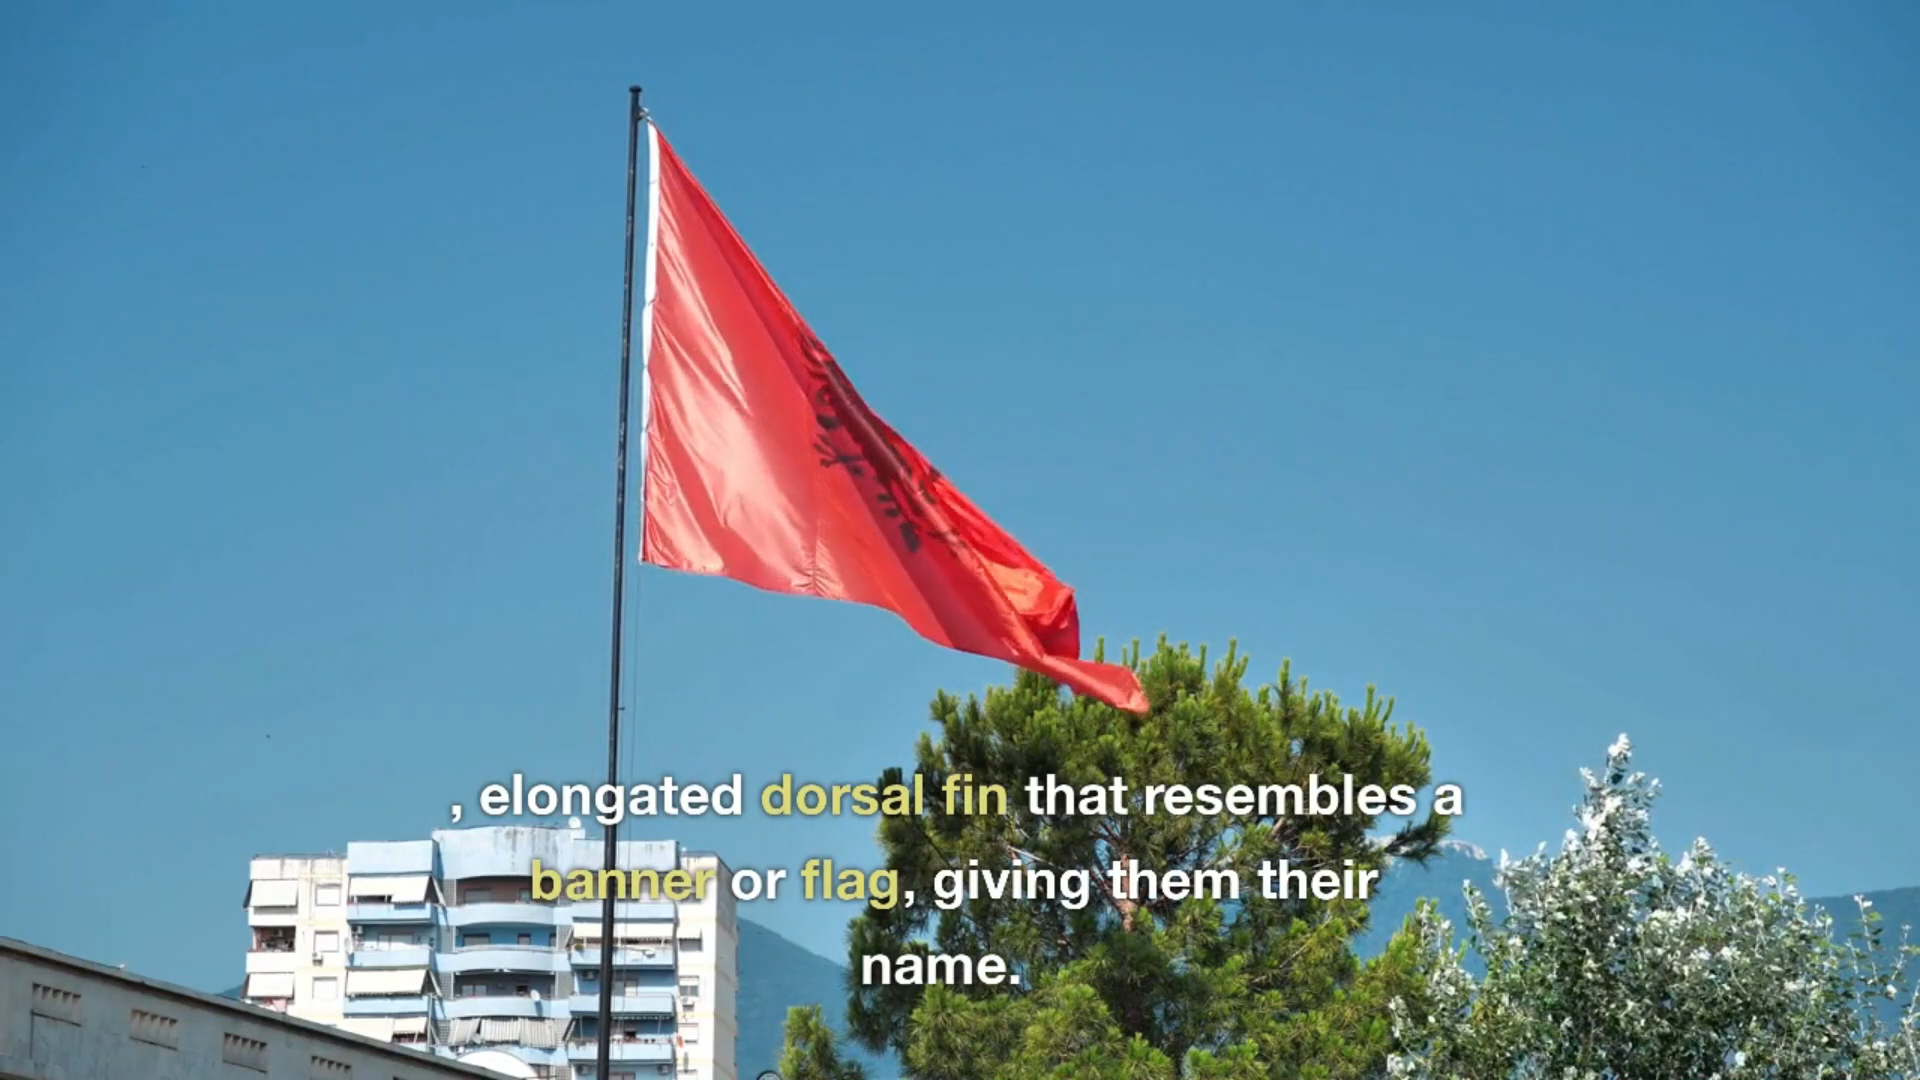 , elongated dorsal fin that resembles a
banner or flag, giving them their
name.